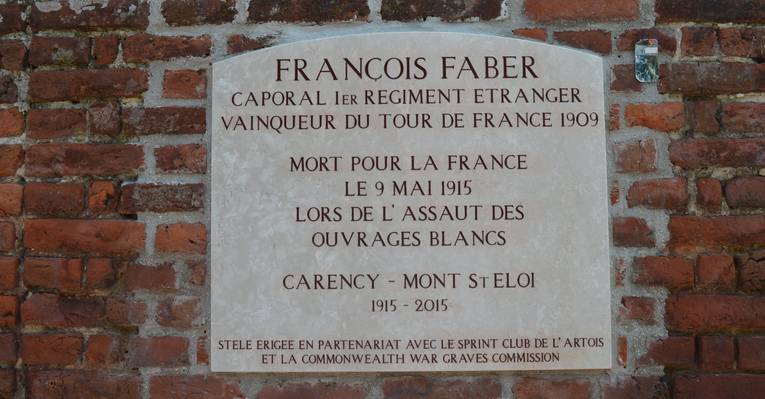 FRANÇOIS FABER
CAPORAL 1ER REGIMENT ETRANGER
VAINQUEUR DU TOUR DE FRANCE 1909
MORT POUR LA FRANCE
LE 9 MAI 1915
LORS DE L' ASSAUT DES
OUVRAGES BLANCS
CARENCY - MONT ST ELOI
1915 - 2015
STELE ERIGEE EN PARTENARIAT AVEC LE SPRINT CLUB DE L' ARTOIS
ET LA COMMONWEALTH WAR GRAVES COMMISSION